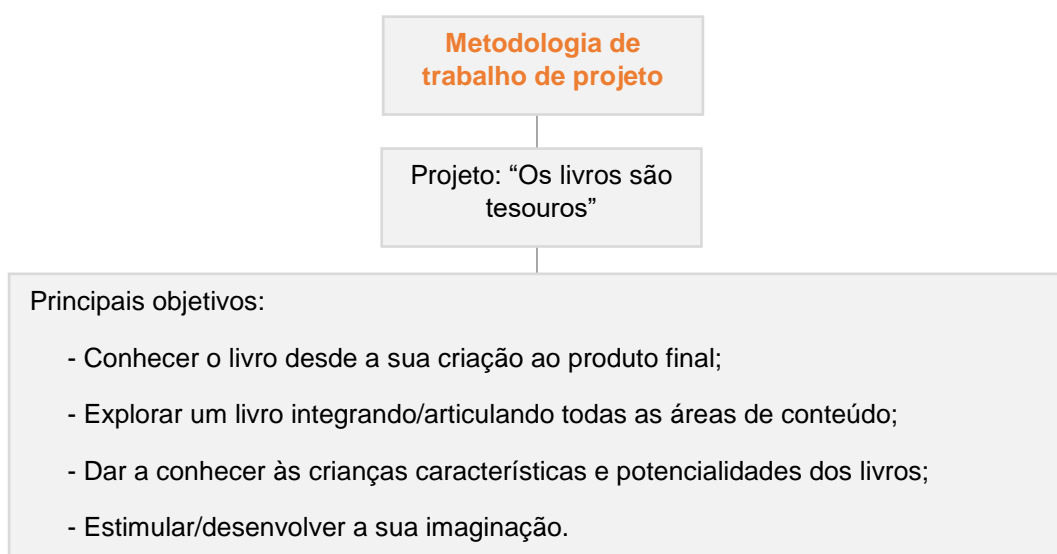 Metodologia de
trabalho de projeto
Projeto: “Os livros são
tesouros”
Principais objetivos:
- Conhecer o livro desde a sua criação ao produto final;
- Explorar um livro integrando/articulando todas as áreas de conteúdo;
- Dar a conhecer às crianças características e potencialidades dos livros;
- Estimular/desenvolver a sua imaginação.